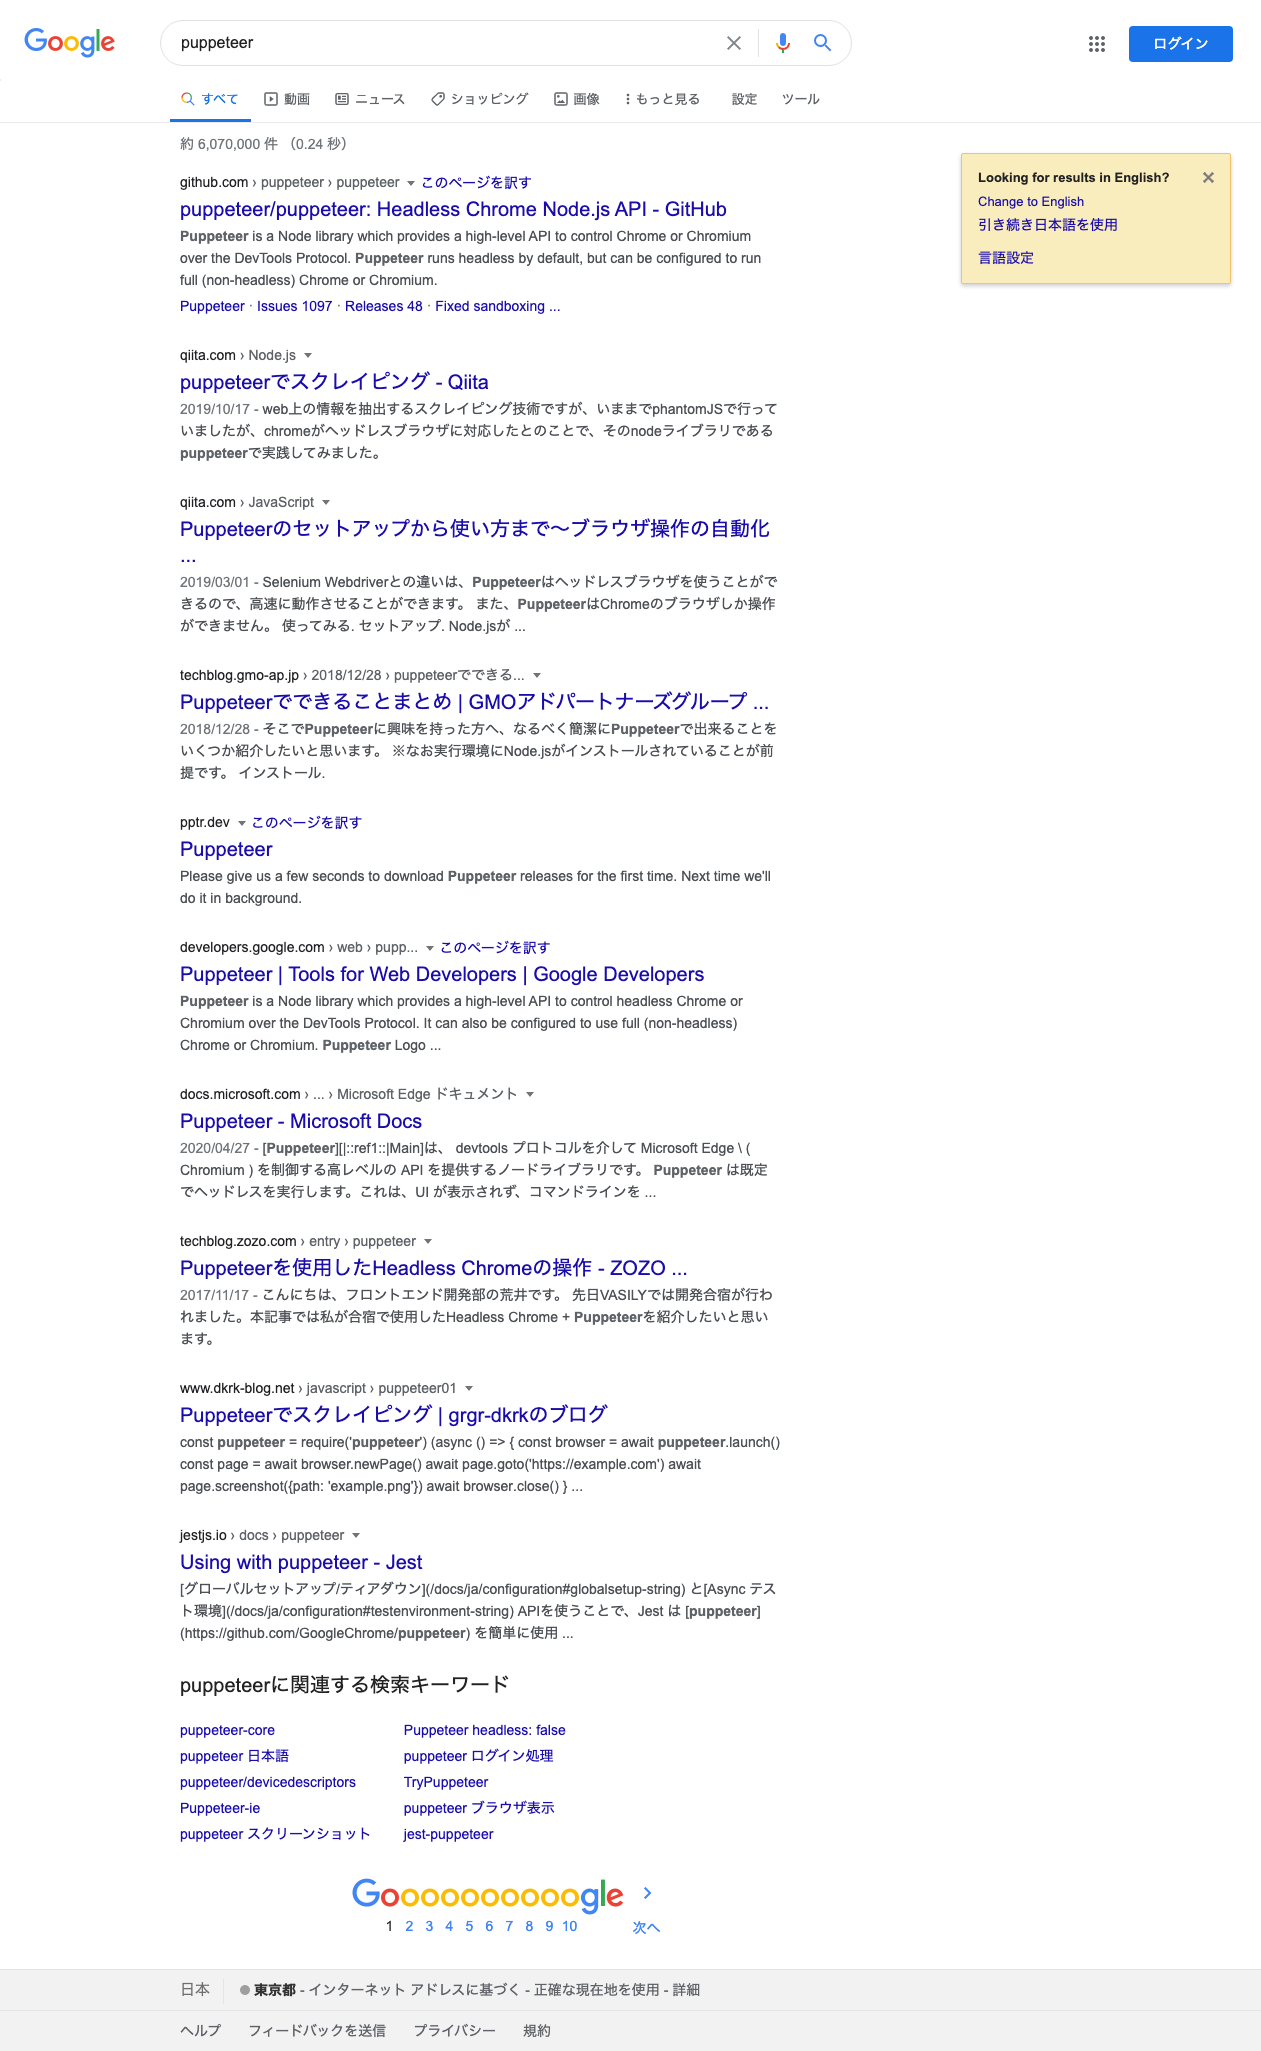 Google
puppeteer
ログイン
すべて 動画 ニュース ショッピング 画像 もっと見る 設定 ツール
約 6,070,000 件 （0.24 秒）
Looking for results in English?
Change to English
引き続き日本語を使用
言語設定
github.com › puppeteer › puppeteer このページを訳す
puppeteer/puppeteer: Headless Chrome Node.js API - GitHub
Puppeteer is a Node library which provides a high-level API to control Chrome or Chromium
over the DevTools Protocol. Puppeteer runs headless by default, but can be configured to run
full (non-headless) Chrome or Chromium.
Puppeteer · Issues 1097 · Releases 48 · Fixed sandboxing ...
qiita.com › Node.js
puppeteerでスクレイピング - Qiita
2019/10/17 - web上の情報を抽出するスクレイピング技術ですが、いままでphantomJSで行って
いましたが、chromeがヘッドレスブラウザに対応したとのことで、そのnodeライブラリである
puppeteerで実践してみました。
qiita.com › JavaScript
Puppeteerのセットアップから使い方まで〜ブラウザ操作の自動化
...
2019/03/01 - Selenium Webdriverとの違いは、Puppeteerはヘッドレスブラウザを使うことがで
きるので、高速に動作させることができます。 また、PuppeteerはChromeのブラウザしか操作
ができません。 使ってみる. セットアップ. Node.jsが ...
techblog.gmo-ap.jp › 2018/12/28 › puppeteerでできる...
Puppeteerでできることまとめ | GMOアドパートナーズグループ ...
2018/12/28 - そこでPuppeteerに興味を持った方へ、なるべく簡潔にPuppeteerで出来ることを
いくつか紹介したいと思います。 ※なお実行環境にNode.jsがインストールされていることが前
提です。 インストール.
pptr.dev このページを訳す
Puppeteer
Please give us a few seconds to download Puppeteer releases for the first time. Next time we'll
do it in background.
developers.google.com › web › pupp... このページを訳す
Puppeteer | Tools for Web Developers | Google Developers
Puppeteer is a Node library which provides a high-level API to control headless Chrome or
Chromium over the DevTools Protocol. It can also be configured to use full (non-headless)
Chrome or Chromium. Puppeteer Logo ...
docs.microsoft.com › ... › Microsoft Edge ドキュメント
Puppeteer - Microsoft Docs
2020/04/27 - [Puppeteer][|::ref1::|Main]は、 devtools プロトコルを介して Microsoft Edge \ (
Chromium ) を制御する高レベルの API を提供するノードライブラリです。 Puppeteer は既定
でヘッドレスを実行します。これは、UI が表示されず、コマンドラインを ...
techblog.zozo.com › entry › puppeteer
Puppeteerを使用したHeadless Chromeの操作 - ZOZO ...
2017/11/17 - こんにちは、フロントエンド開発部の荒井です。 先日VASILYでは開発合宿が行わ
れました。本記事では私が合宿で使用したHeadless Chrome + Puppeteerを紹介したいと思い
ます。
www.dkrk-blog.net › javascript › puppeteer01
Puppeteerでスクレイピング | grgr-dkrkのブログ
const puppeteer = require('puppeteer') (async () => { const browser = await puppeteer.launch()
const page = await browser.newPage() await page.goto('https://example.com') await
page.screenshot({path: 'example.png'}) await browser.close() } ...
jestjs.io › docs › puppeteer
Using with puppeteer - Jest
[グローバルセットアップ/ティアダウン](/docs/ja/configuration#globalsetup-string) と[Async テス
ト環境](/docs/ja/configuration#testenvironment-string) APIを使うことで、Jest は [puppeteer]
(https://github.com/GoogleChrome/puppeteer) を簡単に使用 ...
puppeteerに関連する検索キーワード
puppeteer-core Puppeteer headless: false
puppeteer 日本語 puppeteer ログイン処理
puppeteer/devicedescriptors TryPuppeteer
Puppeteer-ie puppeteer ブラウザ表示
puppeteer スクリーンショット jest-puppeteer
Goooooooooogle
1 2 3 4 5 6 7 8 9 10 次へ
日本 東京都 - インターネット アドレスに基づく - 正確な現在地を使用 - 詳細
ヘルプ フィードバックを送信 プライバシー 規約